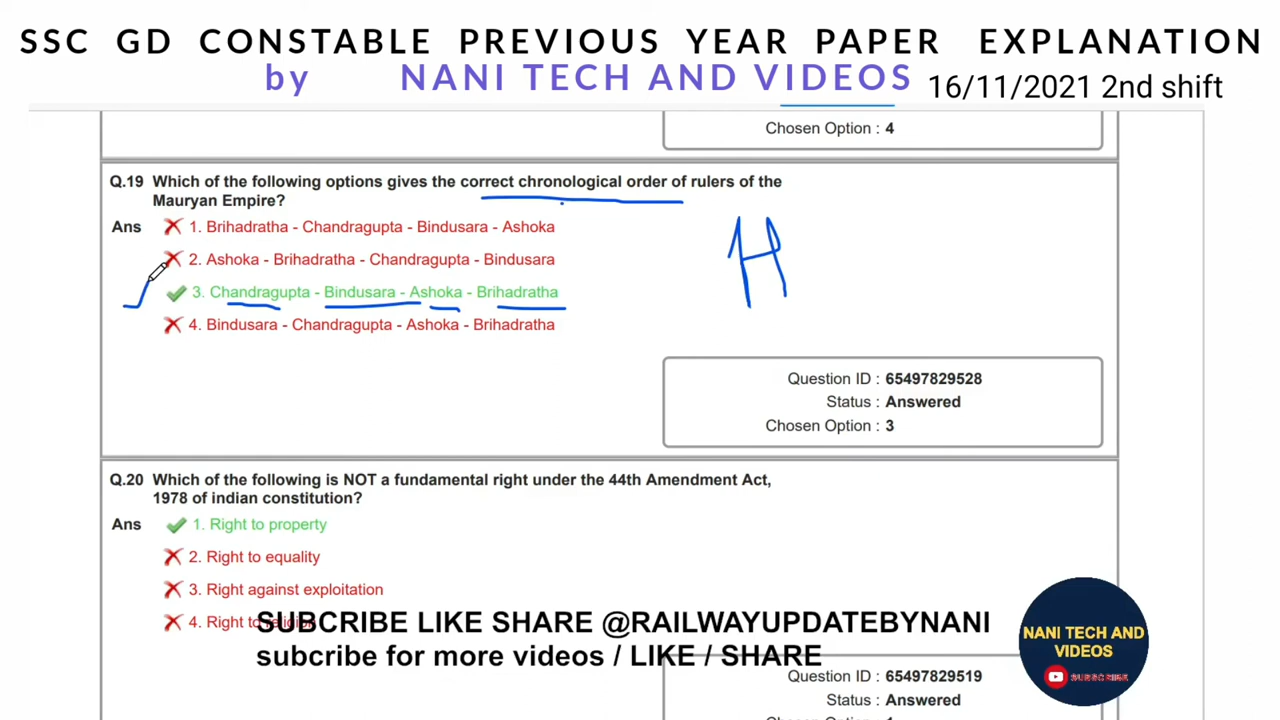 SSC GD CONSTABLE PREVIOUS YEAR PAPER EXPLANATION
by NANI TECH AND VIDEOS 16/11/2021 2nd shift
Chosen Option : 4
Q.19 Which of the following options gives the correct chronological order of rulers of the
Mauryan Empire?
Ans 1. Brihadratha - Chandragupta - Bindusara - Ashoka
2. Ashoka - Brihadratha - Chandragupta - Bindusara
3. Chandragupta - Bindusara - Ashoka - Brihadratha
4. Bindusara - Chandragupta - Ashoka - Brihadratha
H
Question ID : 65497829528
Status : Answered
Chosen Option : 3
Q.20 Which of the following is NOT a fundamental right under the 44th Amendment Act,
1978 of indian constitution?
Ans 1. Right to property
2. Right to equality
3. Right against exploitation
4. Right to religion
SUBCRIBE LIKE SHARE @RAILWAYUPDATEBYNANI
subcribe for more videos / LIKE / SHARE
NANI TECH AND
VIDEOS
Question ID : 65497829519
Status : Answered